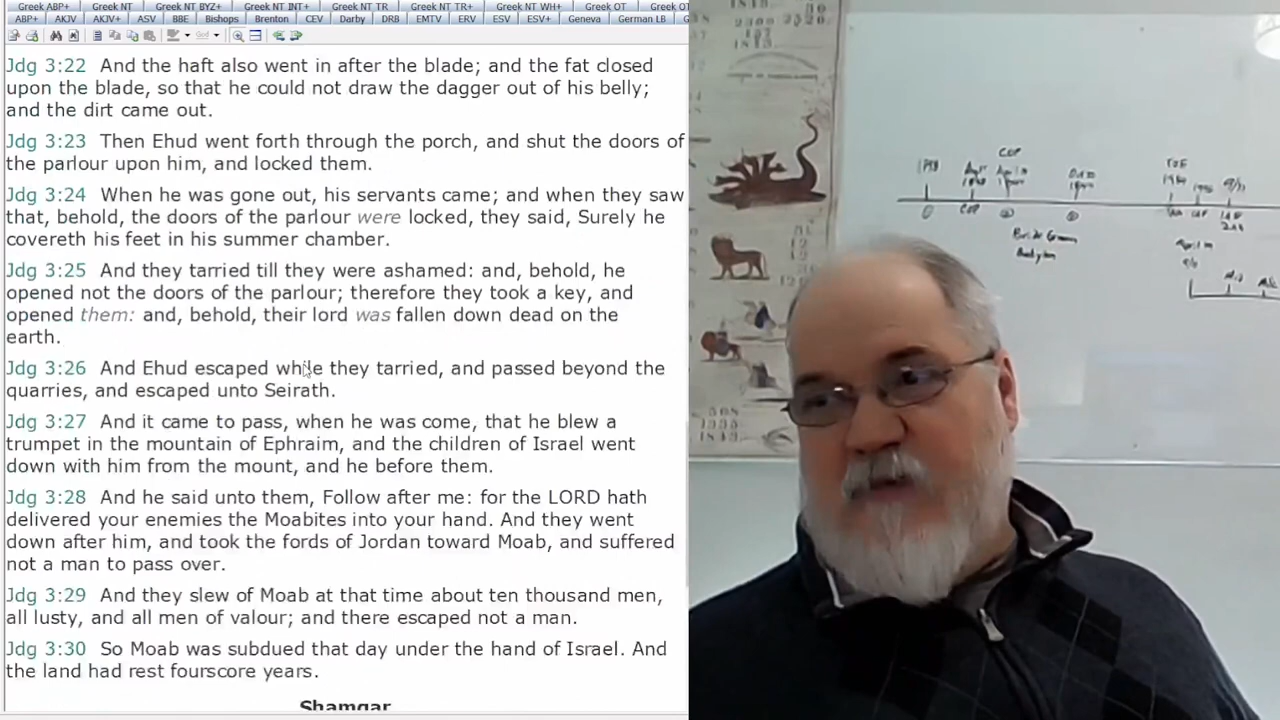 Greek ABP+ Greek NT Greek NT BYZ+ Greek NT INT+ Greek NT TR Greek NT TR+ Greek NT WH+ Greek OT Greek OT
ABP+ AKJV AKJV+ ASV BBE Bishops Brenton CEV Darby DRB EMTV ERV ESV ESV+ Geneva German LB
Jdg 3:22 And the haft also went in after the blade; and the fat closed
upon the blade, so that he could not draw the dagger out of his belly;
and the dirt came out.
Jdg 3:23 Then Ehud went forth through the porch, and shut the doors of
the parlour upon him, and locked them.
Jdg 3:24 When he was gone out, his servants came; and when they saw
that, behold, the doors of the parlour were locked, they said, Surely he
covereth his feet in his summer chamber.
Jdg 3:25 And they tarried till they were ashamed: and, behold, he
opened not the doors of the parlour; therefore they took a key, and
opened them: and, behold, their lord was fallen down dead on the
earth.
Jdg 3:26 And Ehud escaped while they tarried, and passed beyond the
quarries, and escaped unto Seirath.
Jdg 3:27 And it came to pass, when he was come, that he blew a
trumpet in the mountain of Ephraim, and the children of Israel went
down with him from the mount, and he before them.
Jdg 3:28 And he said unto them, Follow after me: for the LORD hath
delivered your enemies the Moabites into your hand. And they went
down after him, and took the fords of Jordan toward Moab, and suffered
not a man to pass over.
Jdg 3:29 And they slew of Moab at that time about ten thousand men,
all lusty, and all men of valour; and there escaped not a man.
Jdg 3:30 So Moab was subdued that day under the hand of Israel. And
the land had rest fourscore years.
Shamgar
1843
508
1335
1843
1798
COP
9/11